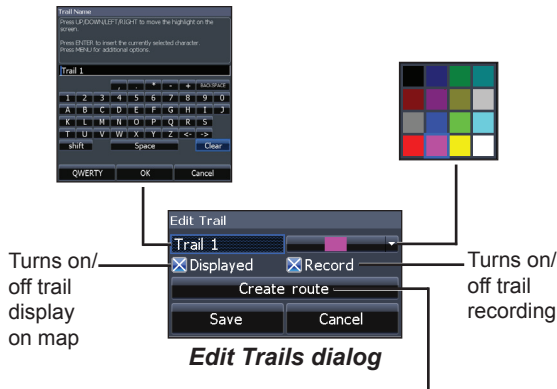 Trail Name
Press UP/DOWN/LEFT/RIGHT to move the highlight on the
screen.
Press ENTER to insert the currently selected character.
Press MENU for additional options.
Trail 1
, . * - + BACKSPACE
1 2 3 4 5 6 7 8 9 0
A B C D E F G H I J
K L M N O P Q R S
T U V W X Y Z <- ->
shift Space Clear
QWERTY OK Cancel
Edit Trail
Trail 1
Displayed Record
Create route
Save Cancel
Turns on/
off trail
display
on map
Turns on/
off trail
recording
Edit Trails dialog